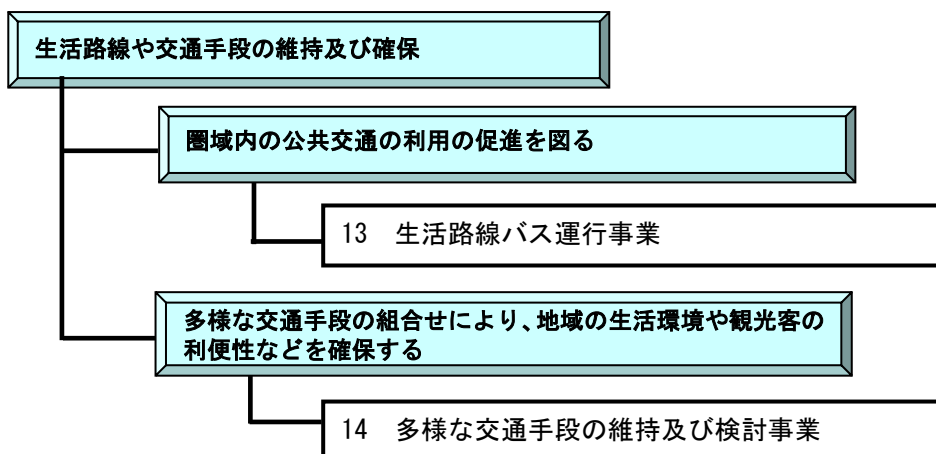 生活路線や交通手段の維持及び確保
圏域内の公共交通の利用の促進を図る
13　生活路線バス運行事業
多様な交通手段の組合せにより、地域の生活環境や観光客の
利便性などを確保する
14　多様な交通手段の維持及び検討事業